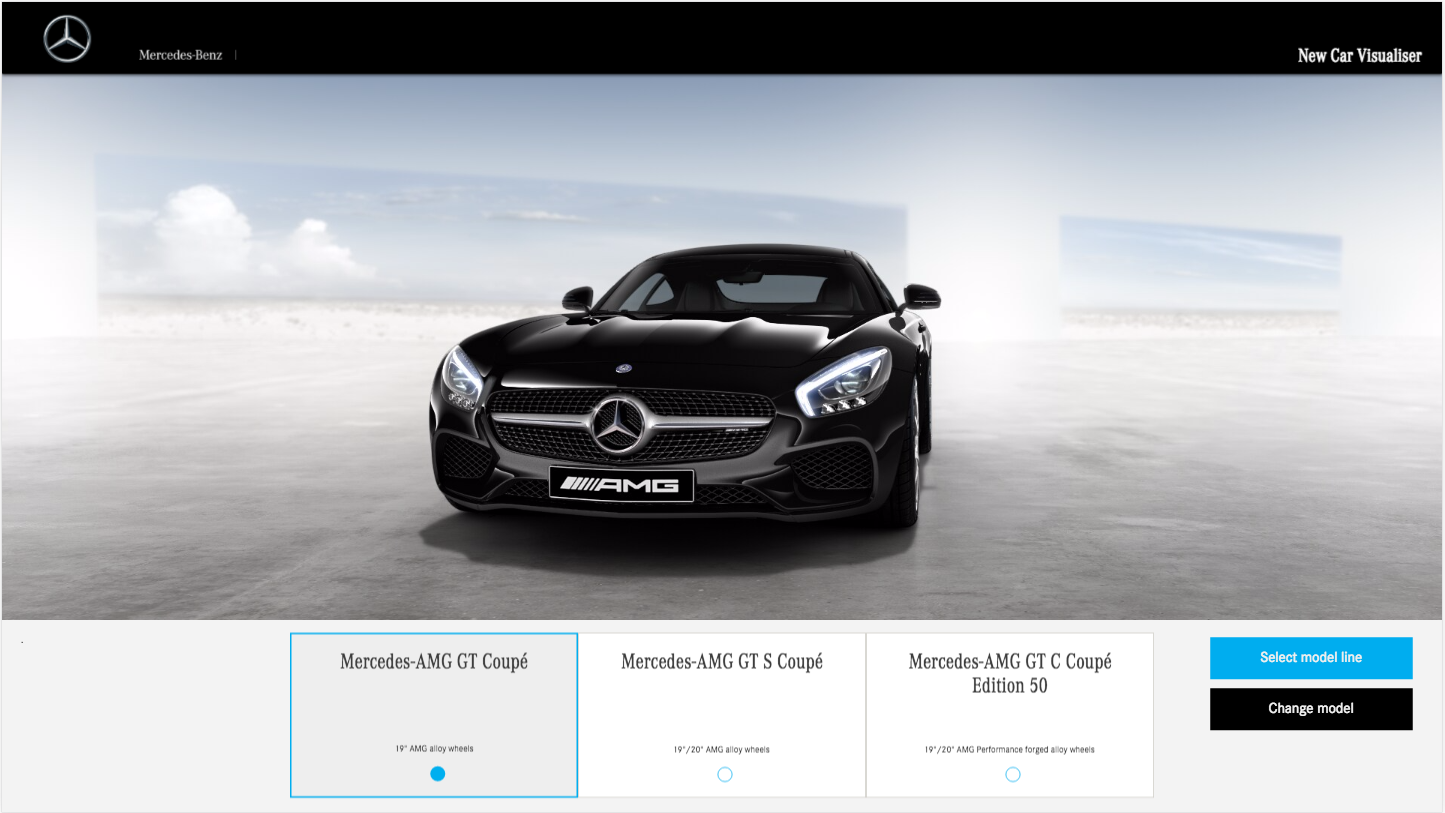 Mercedes-Benz |
New Car Visualiser
AMG
Mercedes-AMG GT Coupé
19" AMG alloy wheels
Mercedes-AMG GT S Coupé
19"/20" AMG alloy wheels
Mercedes-AMG GT C Coupé
Edition 50
19"/20" AMG Performance forged alloy wheels
Select model line
Change model